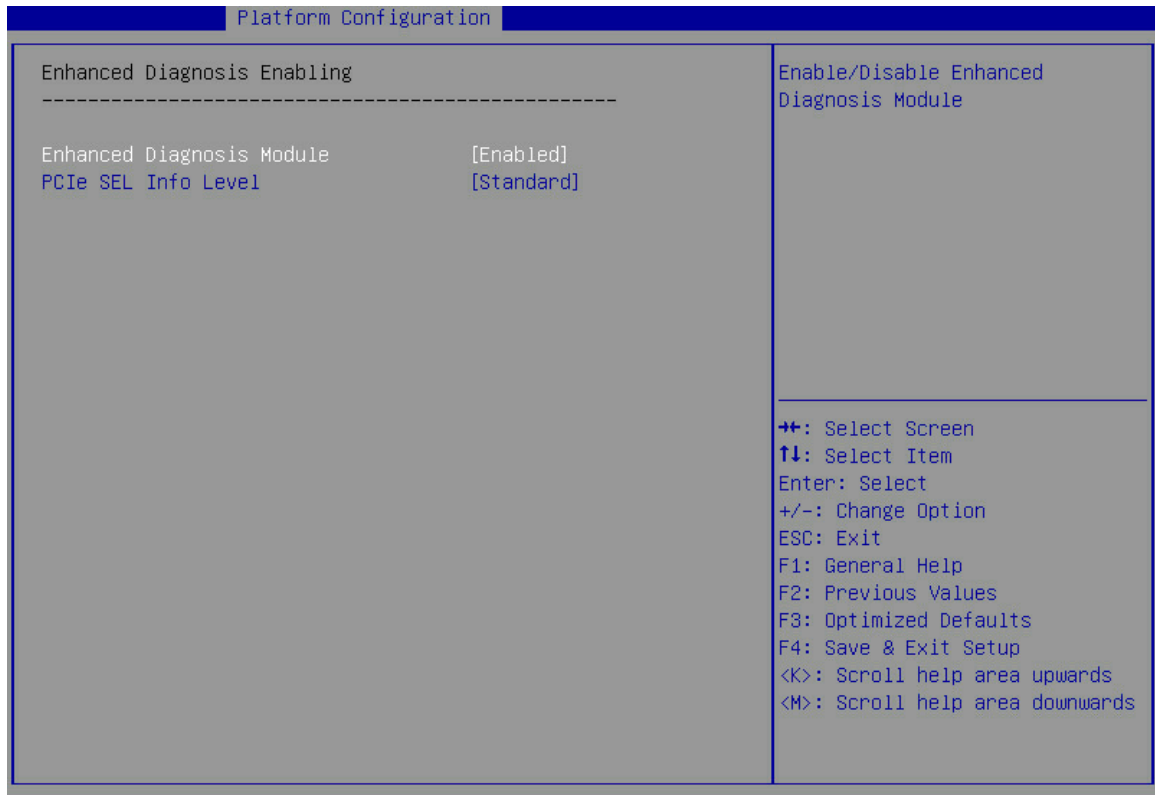 Platform Configuration
Enhanced Diagnosis Enabling
--------------------------------------------------
Enhanced Diagnosis Module [Enabled]
PCIe SEL Info Level [Standard]
Enable/Disable Enhanced
Diagnosis Module
→←: Select Screen
↑↓: Select Item
Enter: Select
+/-: Change Option
ESC: Exit
F1: General Help
F2: Previous Values
F3: Optimized Defaults
F4: Save & Exit Setup
<K>: Scroll help area upwards
<M>: Scroll help area downwards